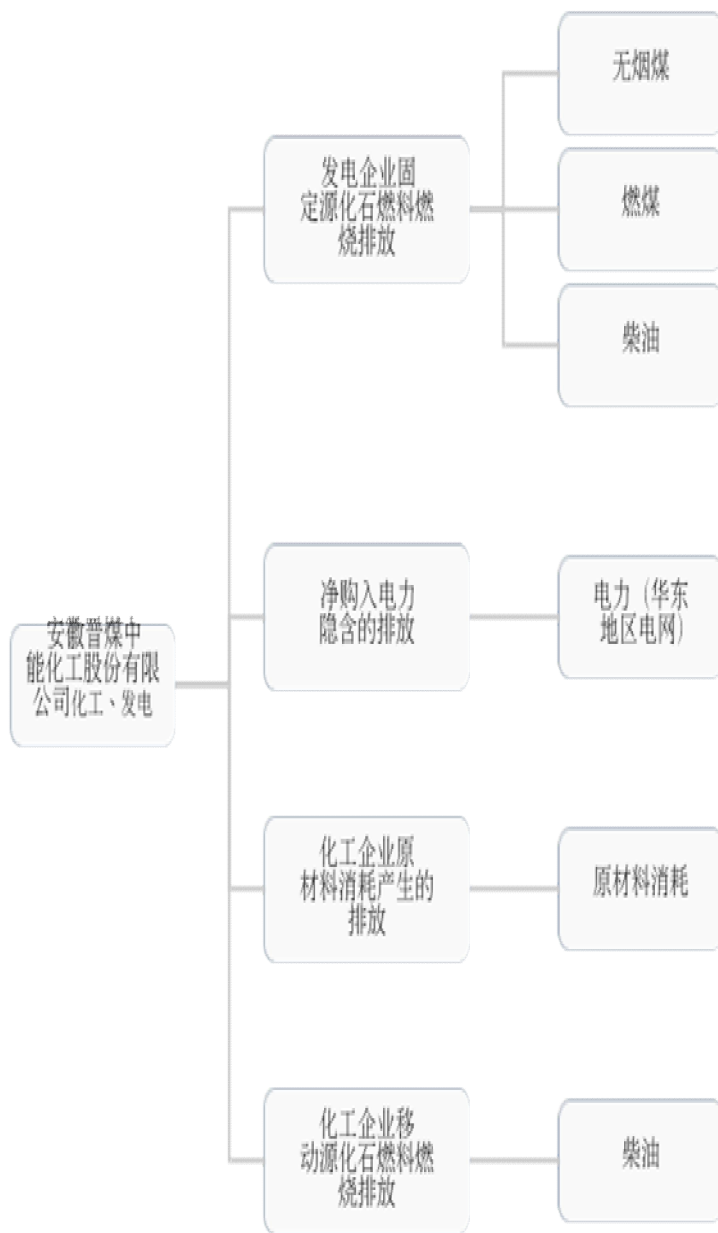 无烟煤
发电企业固
定源化石燃料燃
烧排放
燃煤
柴油
净购入电力
隐含的排放
电力（华东
地区电网）
安徽晋煤中
能化工股份有限
公司化工、发电
化工企业原
材料消耗产生的
排放
原材料消耗
化工企业移
动源化石燃料燃
烧排放
柴油